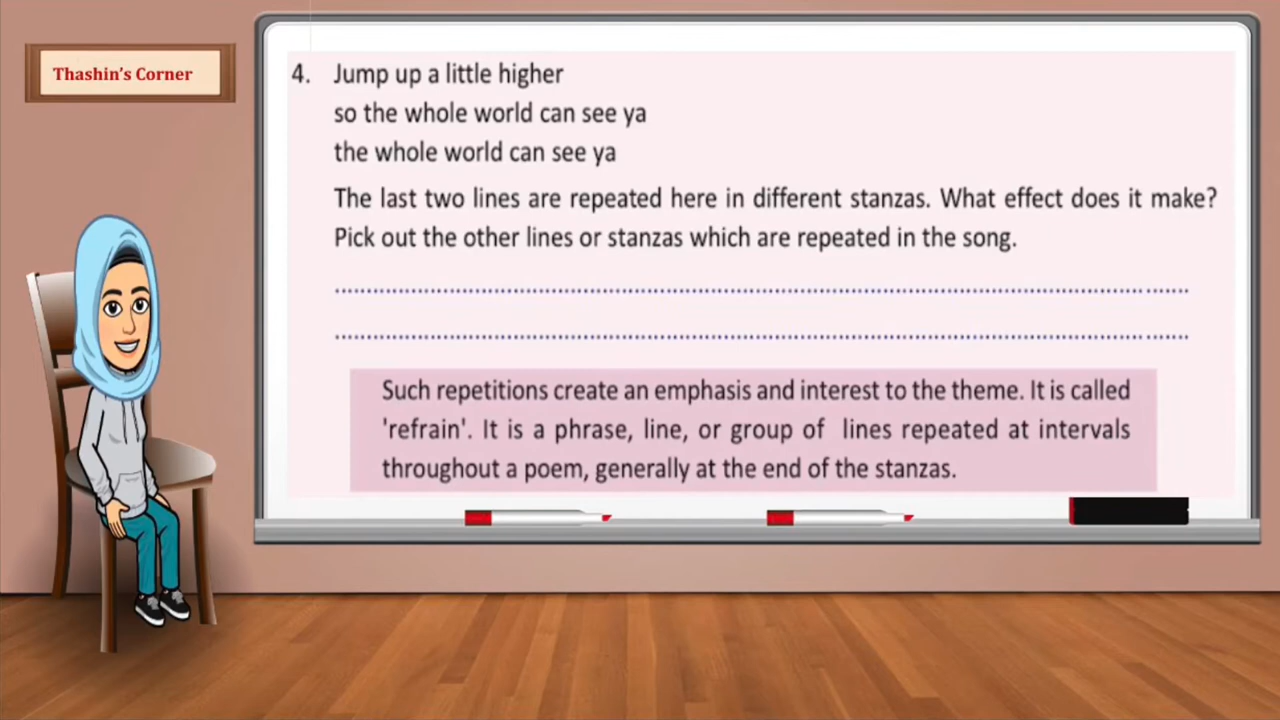 Thashin's Corner
4. Jump up a little higher
so the whole world can see ya
the whole world can see ya
The last two lines are repeated here in different stanzas. What effect does it make?
Pick out the other lines or stanzas which are repeated in the song.
Such repetitions create an emphasis and interest to the theme. It is called
'refrain'. It is a phrase, line, or group of lines repeated at intervals
throughout a poem, generally at the end of the stanzas.